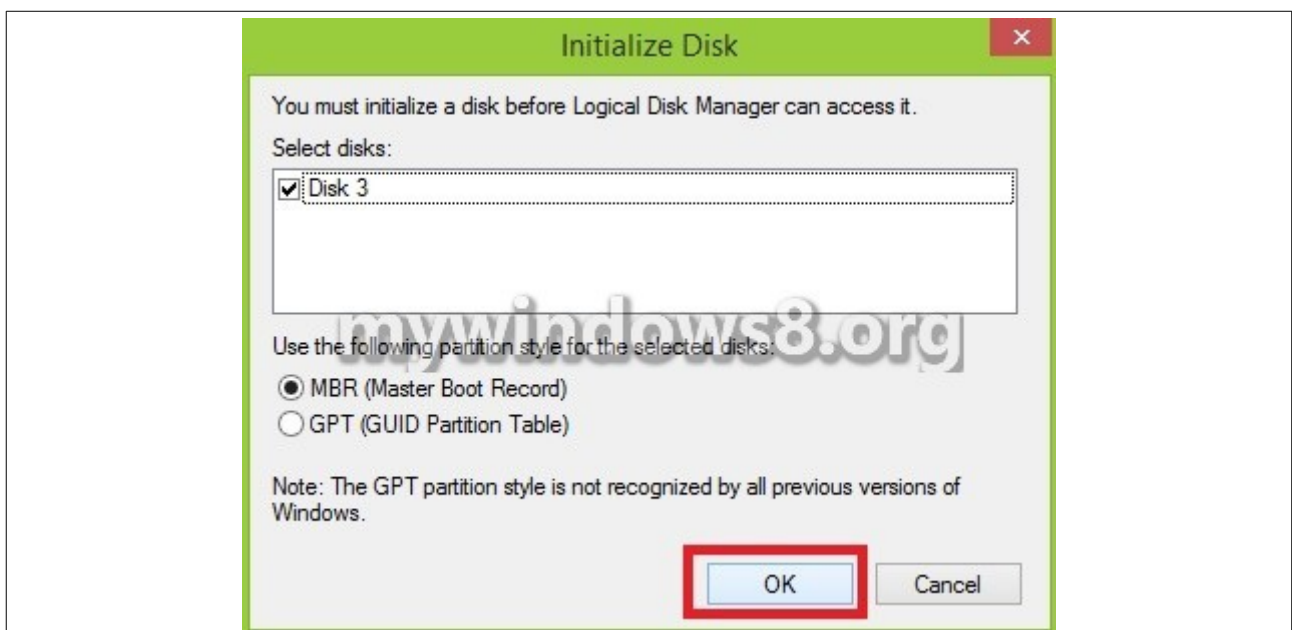 Initialize Disk
You must initialize a disk before Logical Disk Manager can access it.
Select disks:
Disk 3
mywindows8.org
Use the following partition style for the selected disks:
MBR (Master Boot Record)
GPT (GUID Partition Table)
Note: The GPT partition style is not recognized by all previous versions of
Windows.
OK Cancel